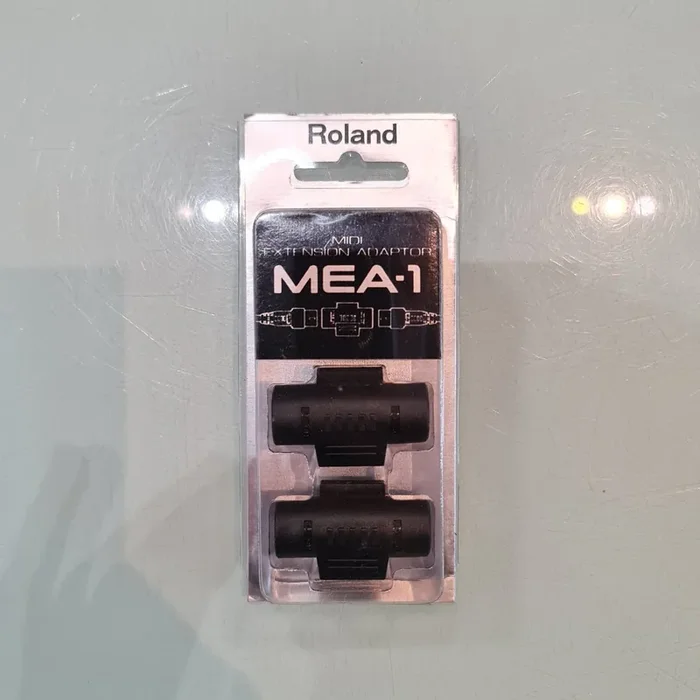 Roland
MIDI
EXTENSION ADAPTOR
MEA-1